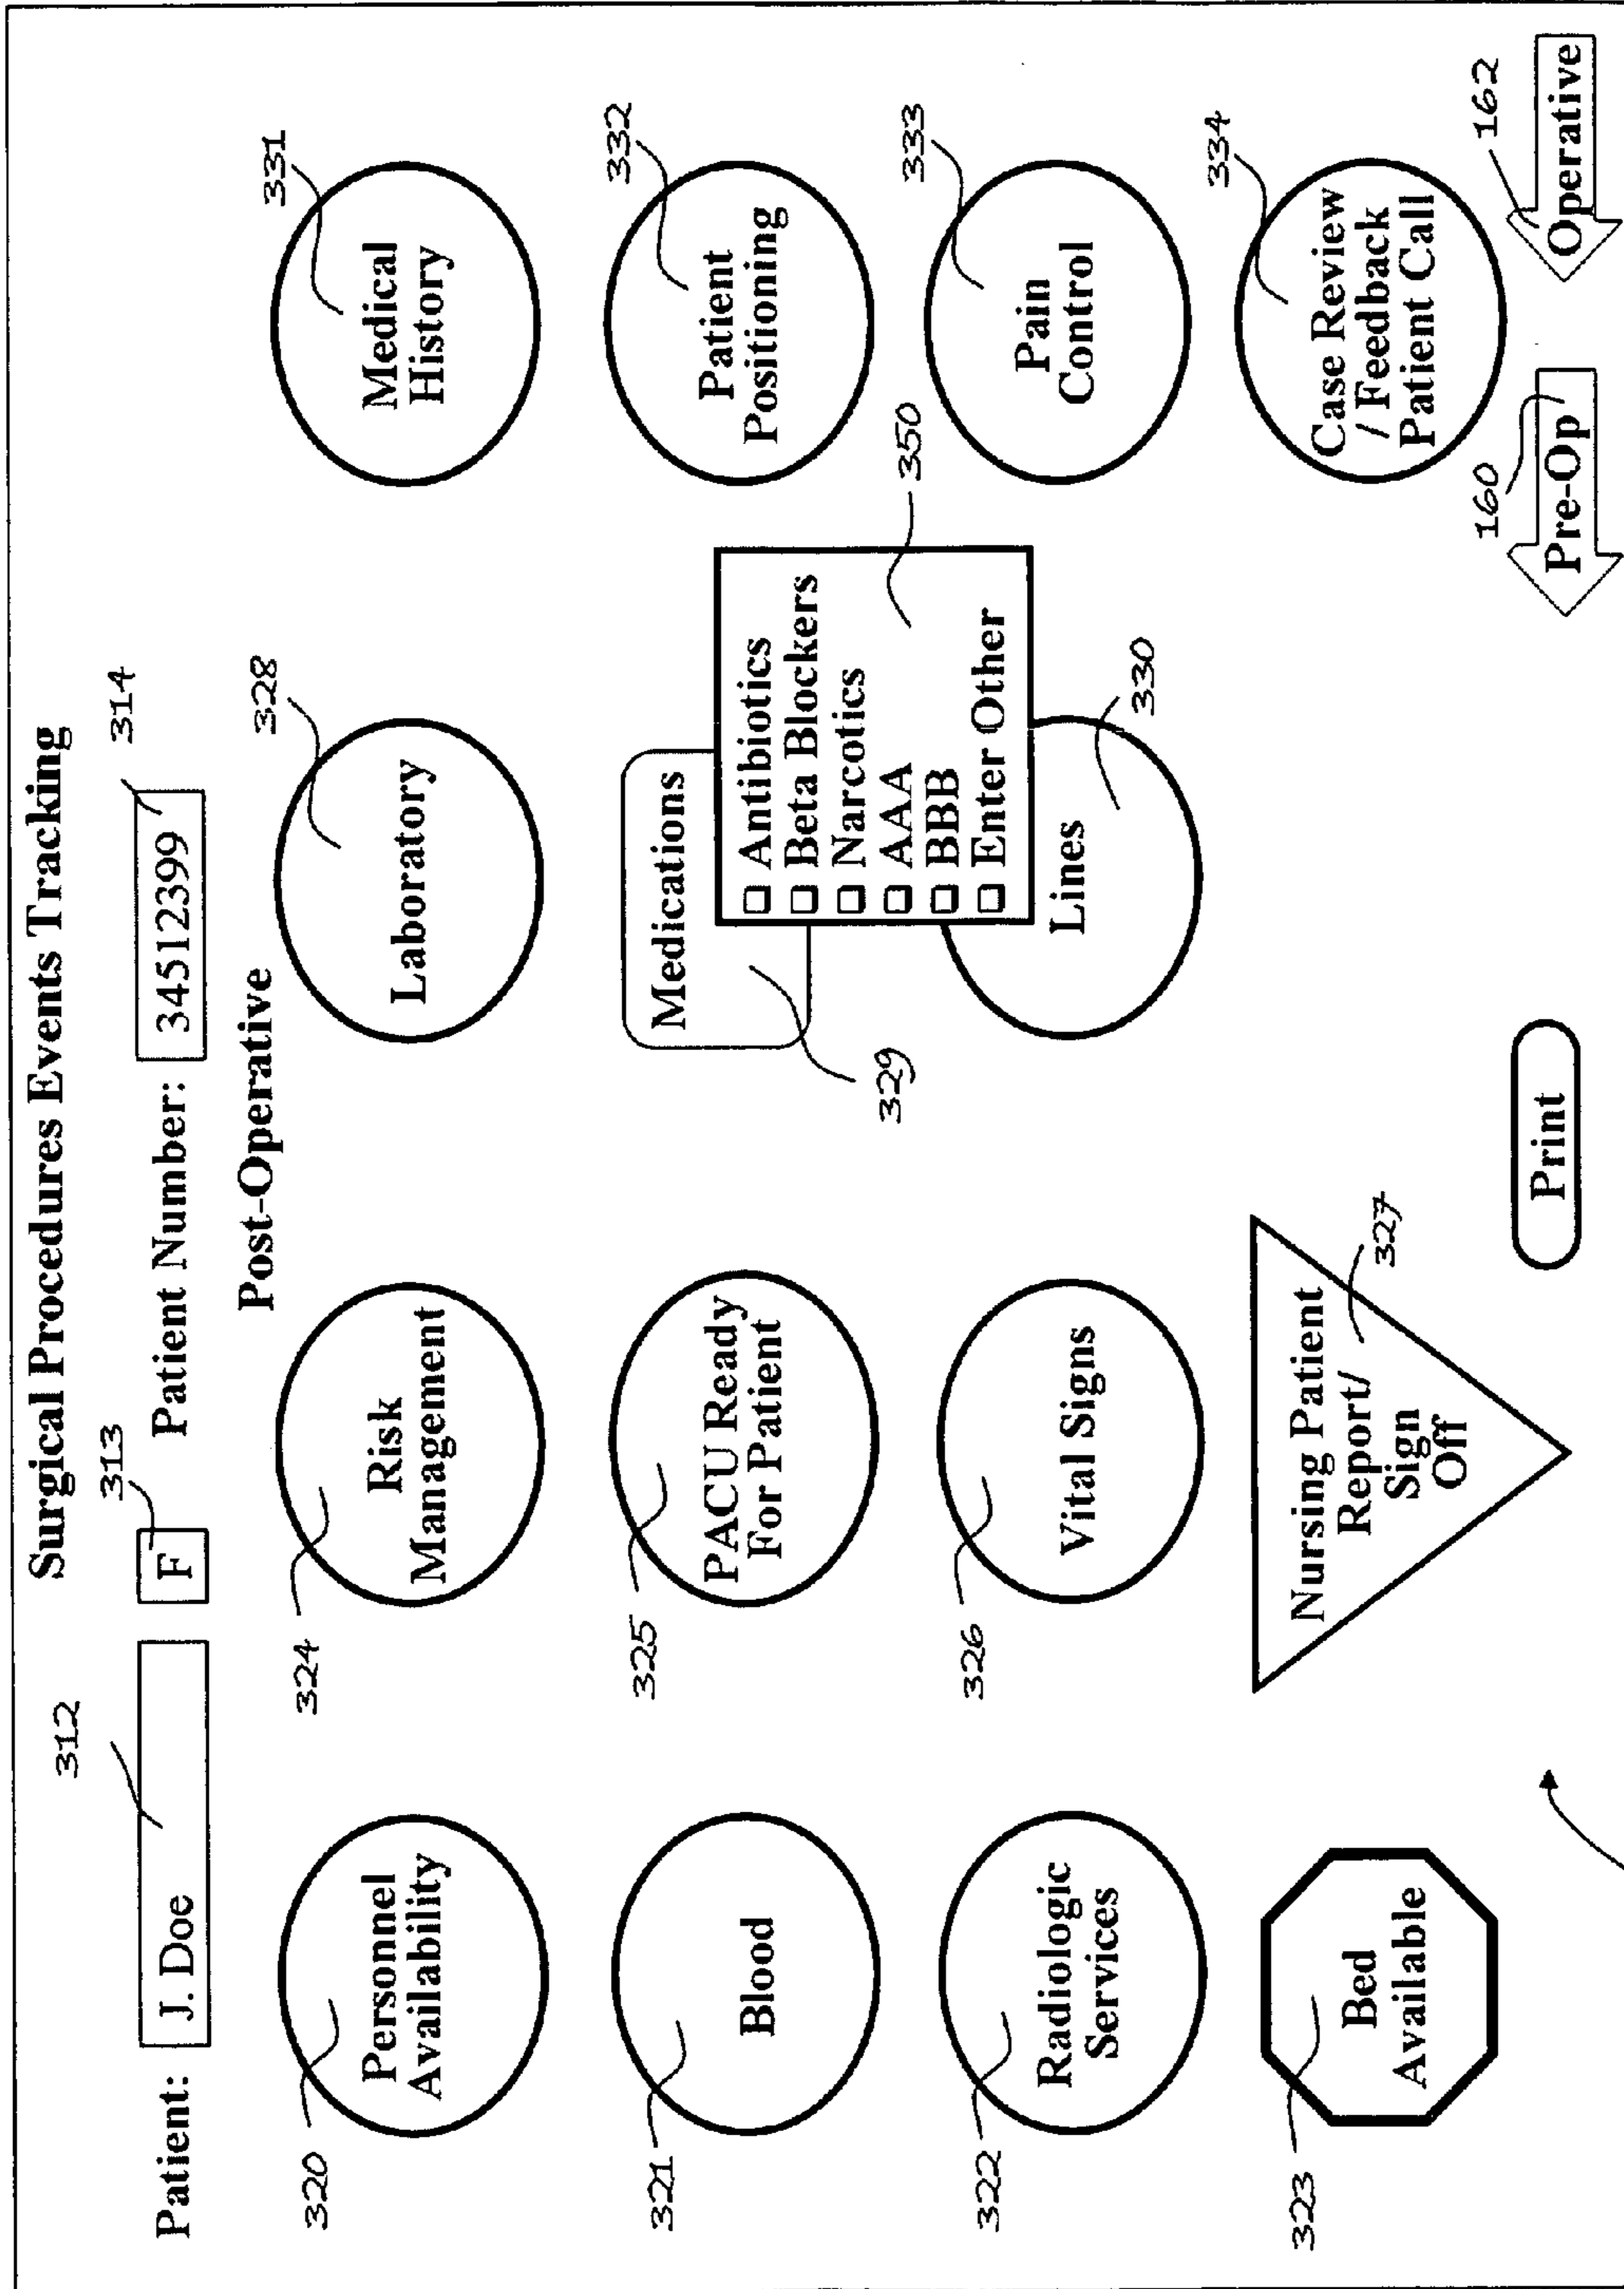 Surgical Procedures Events Tracking
312
313
314
Patient: J. Doe F Patient Number: 34512399
Post-Operative
320
Personnel
Availability
324
Risk
Management
328
Laboratory
331
Medical
History
321
Blood
325
PACU Ready
For Patient
329
Medications
350
☐ Antibiotics
☐ Beta Blockers
☐ Narcotics
☐ AAA
☐ BBB
☐ Enter Other
332
Patient
Positioning
322
Radiologic
Services
326
Vital Signs
330
Lines
333
Pain
Control
323
Bed
Available
327
Nursing Patient
Report/
Sign
Off
334
Case Review
/ Feedback
Patient Call
Print
160
Pre-Op
162
Operative